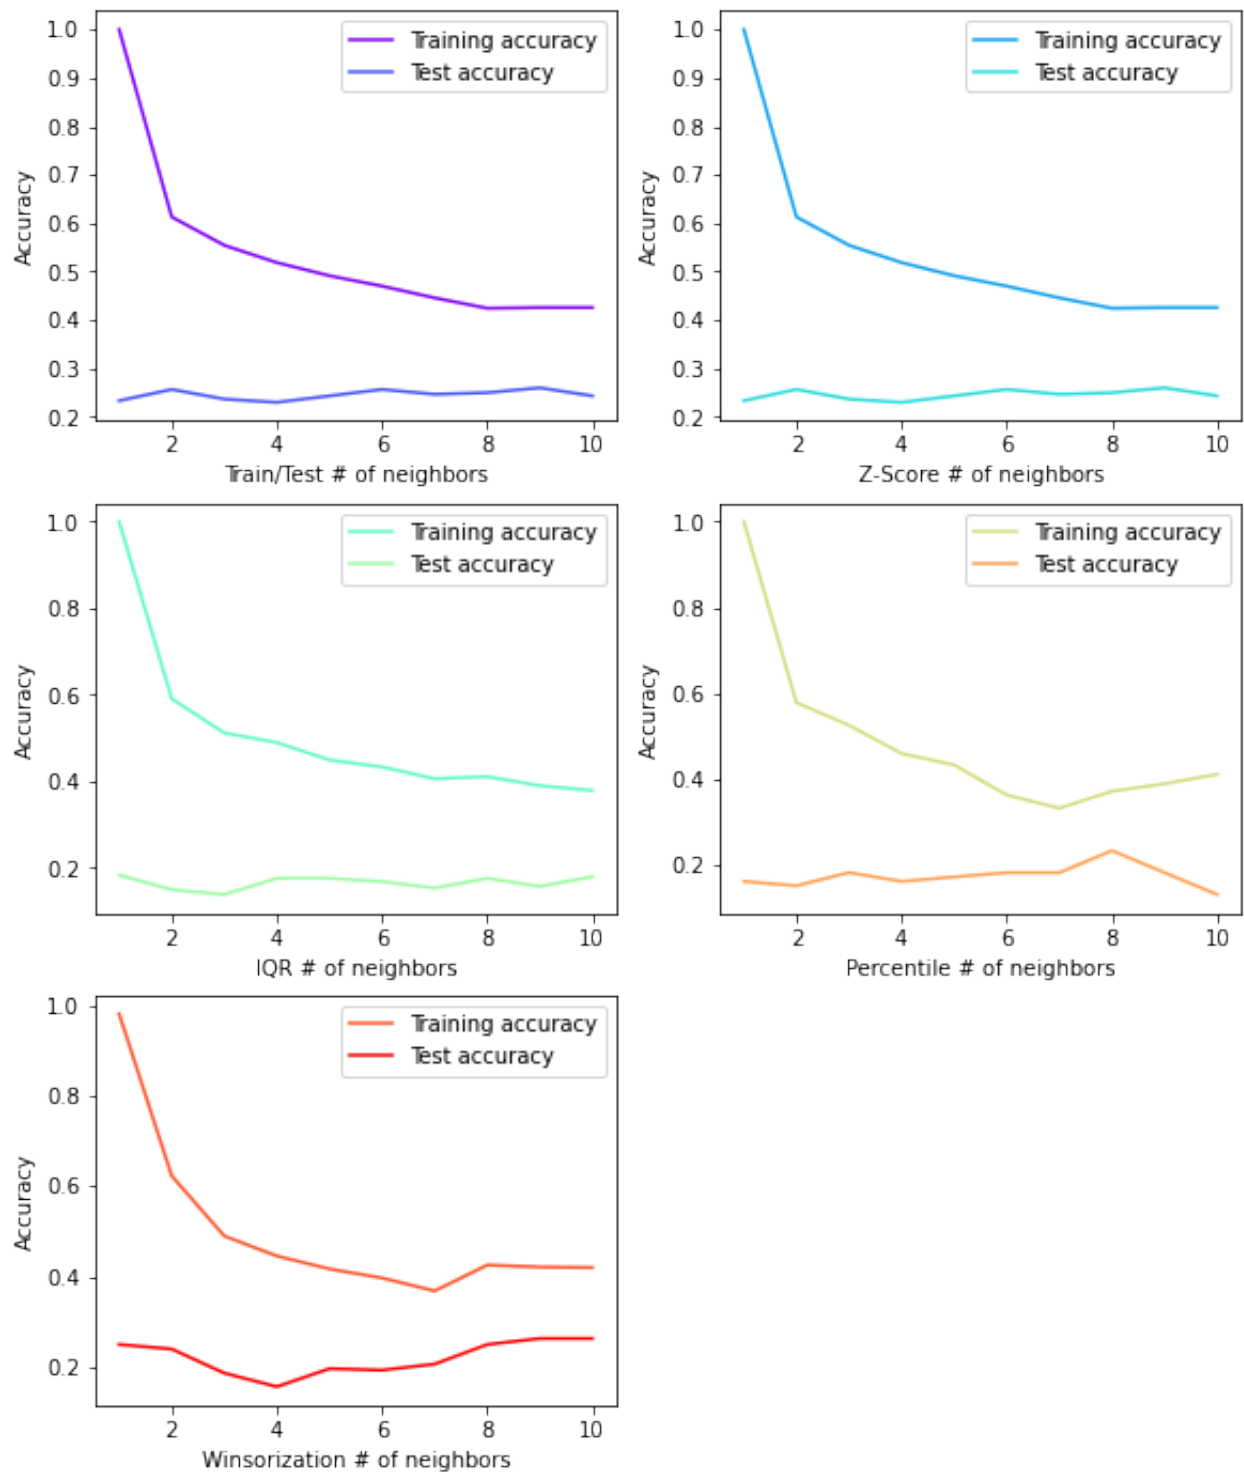 Training accuracy
Test accuracy
1.0
0.9
0.8
0.7
0.6
0.5
0.4
0.3
0.2
Accuracy
2 4 6 8 10
Train/Test # of neighbors
Training accuracy
Test accuracy
1.0
0.9
0.8
0.7
0.6
0.5
0.4
0.3
0.2
Accuracy
2 4 6 8 10
Z-Score # of neighbors
Training accuracy
Test accuracy
1.0
0.8
0.6
0.4
0.2
Accuracy
2 4 6 8 10
IQR # of neighbors
Training accuracy
Test accuracy
1.0
0.8
0.6
0.4
0.2
Accuracy
2 4 6 8 10
Percentile # of neighbors
Training accuracy
Test accuracy
1.0
0.8
0.6
0.4
0.2
Accuracy
2 4 6 8 10
Winsorization # of neighbors